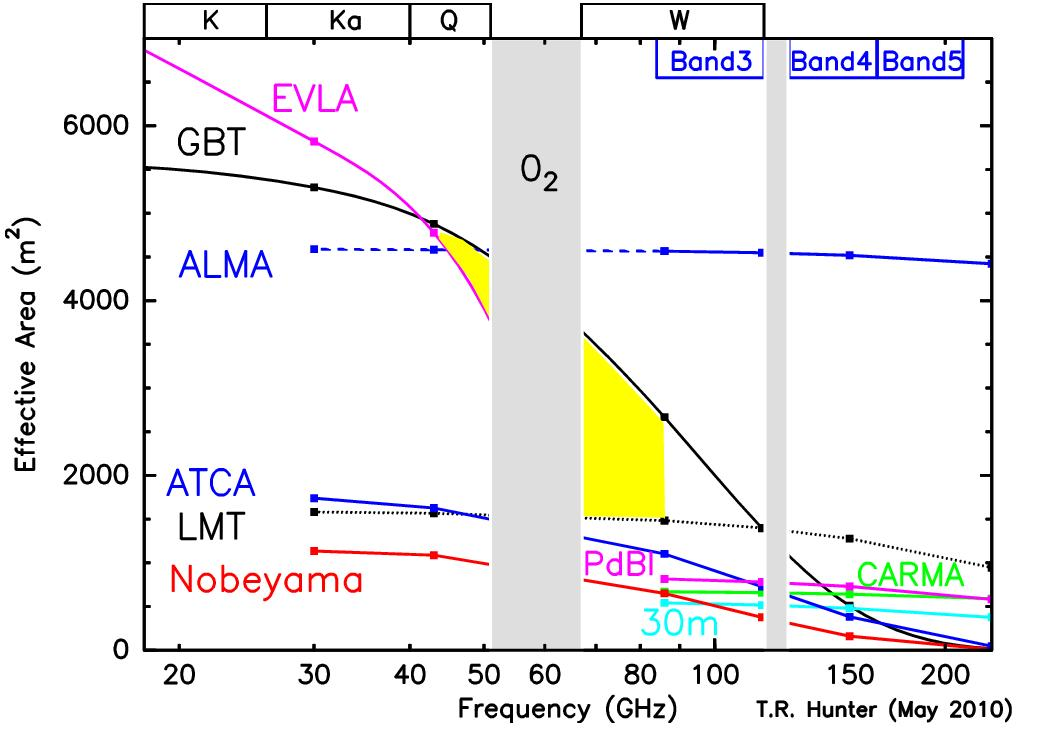 K Ka Q W
Band3 Band4 Band5
EVLA
6000
GBT
O2
ALMA
Effective Area (m2)
4000
2000
ATCA
LMT
Nobeyama
PdBI
CARMA
30m
0
20 30 40 50 60 80 100 150 200
Frequency (GHz)
T.R. Hunter (May 2010)